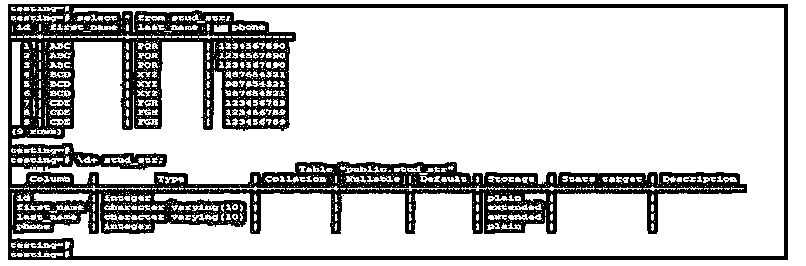 testing=#
testing=# select * from stud_str;
id | first_name | last_name | phone
1 | ABC | PQR | 1234567890
2 | ABC | PQR | 1234567890
3 | ABC | PQR | 1234567890
4 | BCD | XYZ | 987654321
5 | BCD | XYZ | 987654321
6 | BCD | XYZ | 987654321
7 | CDE | FGH | 123456789
8 | CDE | FGH | 123456789
9 | CDE | FGH | 123456789
(9 rows)
testing=#
testing=# \d+ stud_str;
Table "public.stud_str"
Column | Type | Collation | Nullable | Default | Storage | Stats target | Description
id | integer | | | | plain | |
first_name | character varying(10) | | | | extended | |
last_name | character varying(10) | | | | extended | |
phone | integer | | | | plain | |
testing=#
testing=#